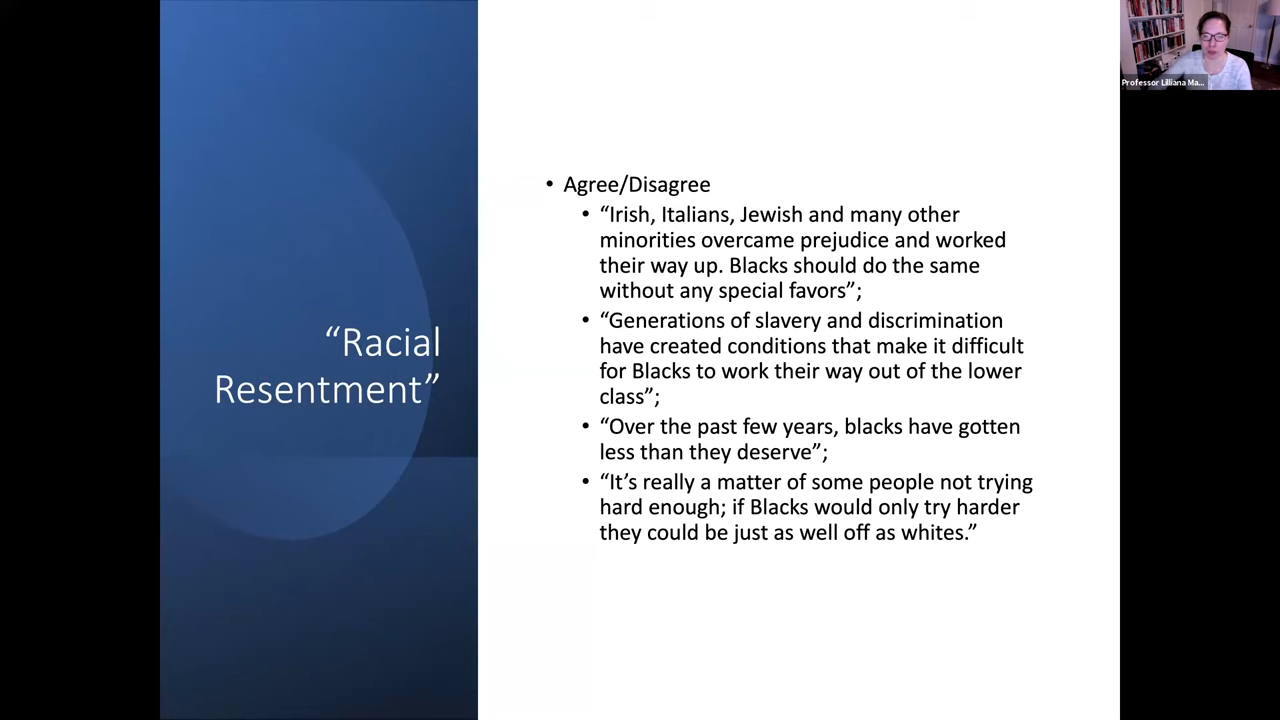 Professor Lilliana Ma...
“Racial
Resentment”
• Agree/Disagree
• “Irish, Italians, Jewish and many other
minorities overcame prejudice and worked
their way up. Blacks should do the same
without any special favors”;
• “Generations of slavery and discrimination
have created conditions that make it difficult
for Blacks to work their way out of the lower
class”;
• “Over the past few years, blacks have gotten
less than they deserve”;
• “It’s really a matter of some people not trying
hard enough; if Blacks would only try harder
they could be just as well off as whites.”